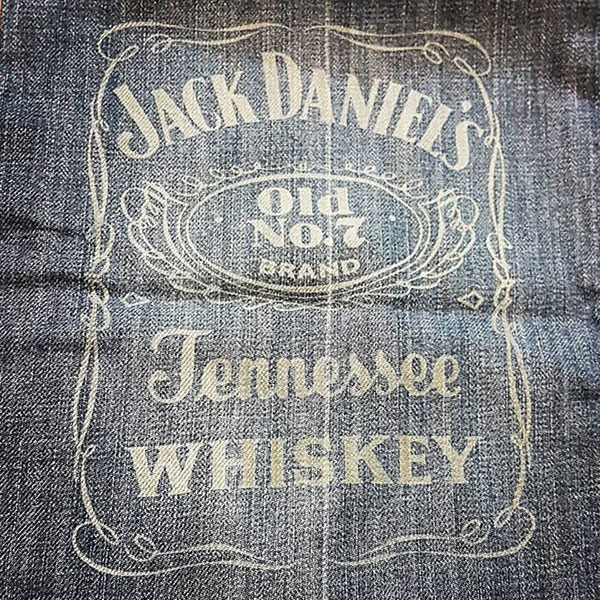 JACK DANIEL'S
Old
No.7
BRAND
Tennessee
WHISKEY